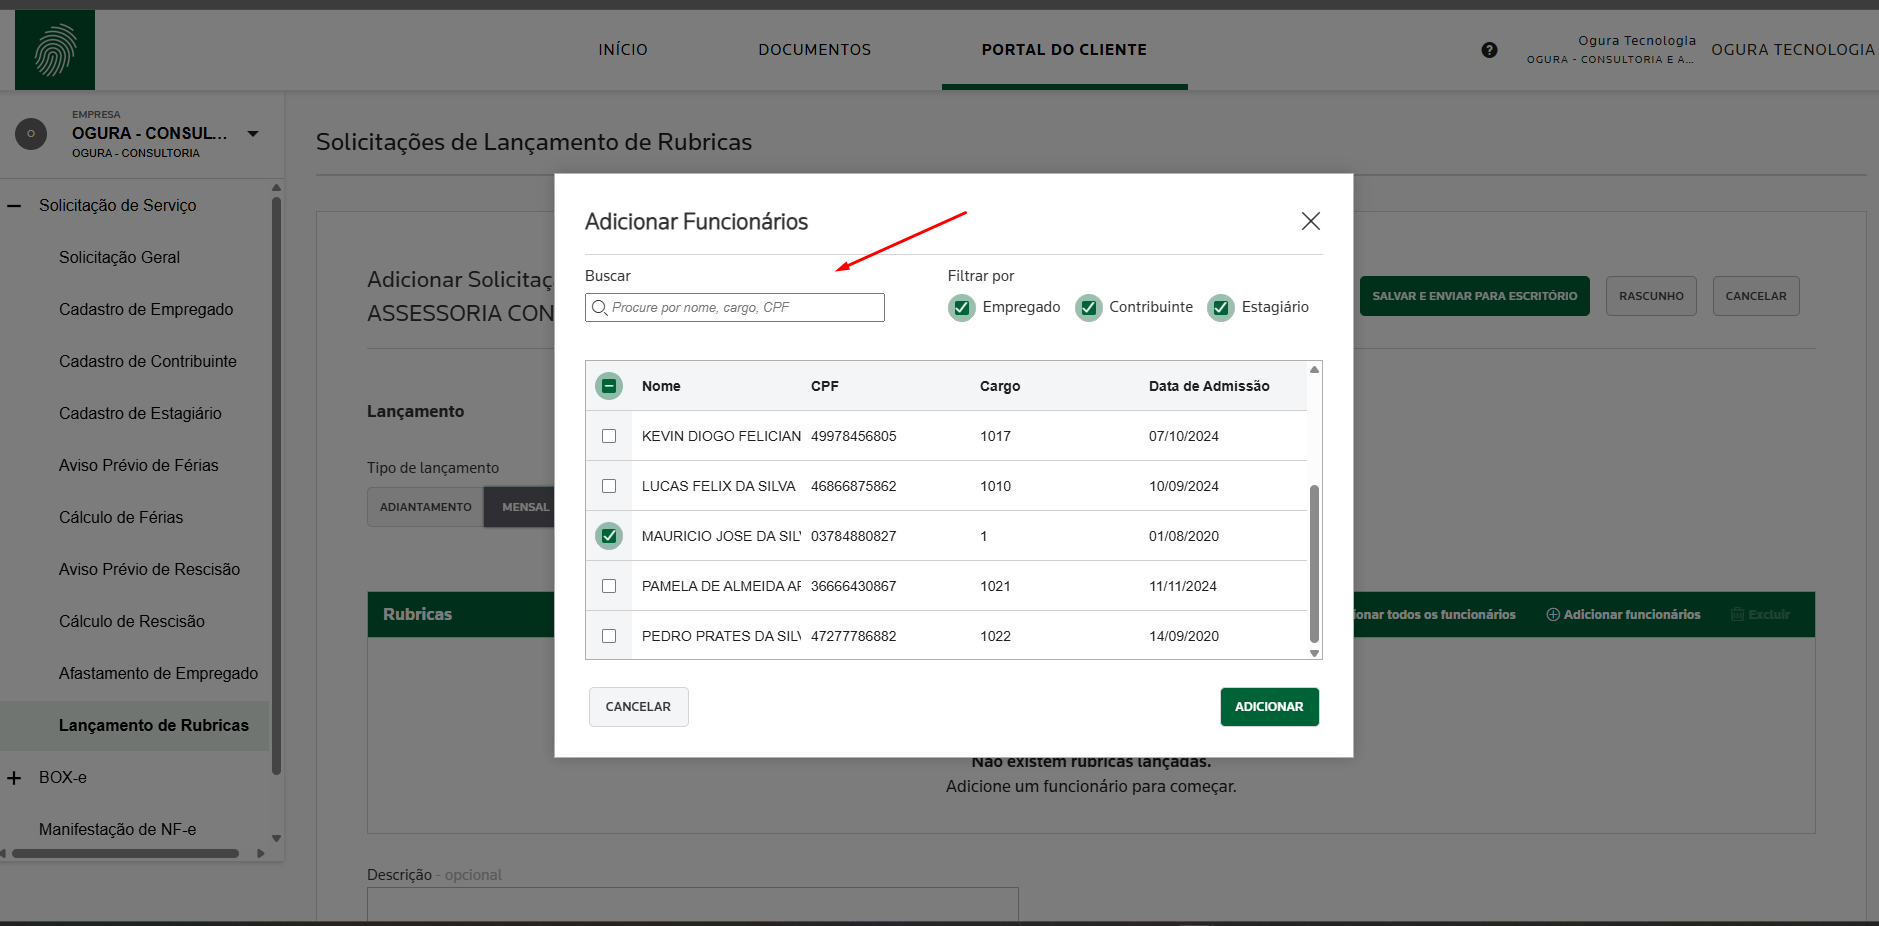 INÍCIO
DOCUMENTOS
PORTAL DO CLIENTE
?
Ogura Tecnologia
OGURA - CONSULTORIA E A...
OGURA TECNOLOGIA
EMPRESA
O
OGURA - CONSUL...
OGURA - CONSULTORIA
Solicitação de Serviço
Solicitação Geral
Cadastro de Empregado
Cadastro de Contribuinte
Cadastro de Estagiário
Aviso Prévio de Férias
Cálculo de Férias
Aviso Prévio de Rescisão
Cálculo de Rescisão
Afastamento de Empregado
Lançamento de Rubricas
BOX-e
Manifestação de NF-e
Solicitações de Lançamento de Rubricas
Adicionar Solicitaç
ASSESSORIA CON
SALVAR E ENVIAR PARA ESCRITÓRIO
RASCUNHO
CANCELAR
Lançamento
Tipo de lançamento
ADIANTAMENTO
MENSAL
Rubricas
ionar todos os funcionários
Adicionar funcionários
Excluir
Adicionar Funcionários
Buscar
Procure por nome, cargo, CPF
Filtrar por
Empregado
Contribuinte
Estagiário
Nome CPF Cargo Data de Admissão
KEVIN DIOGO FELICIAN 49978456805 1017 07/10/2024
LUCAS FELIX DA SILVA 46866875862 1010 10/09/2024
MAURICIO JOSE DA SIL 03784880827 1 01/08/2020
PAMELA DE ALMEIDA AF 36666430867 1021 11/11/2024
PEDRO PRATES DA SILV 47277786882 1022 14/09/2020
CANCELAR
ADICIONAR
Não existem rubricas lançadas.
Adicione um funcionário para começar.
Descrição - opcional